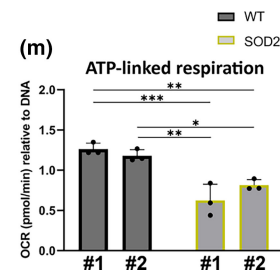 WT
SOD2
(m)
ATP-linked respiration
OCR (pmol/min) relative to DNA
2.0
1.5
1.0
0.5
0.0
**
***
*
**
#1 #2 #1 #2